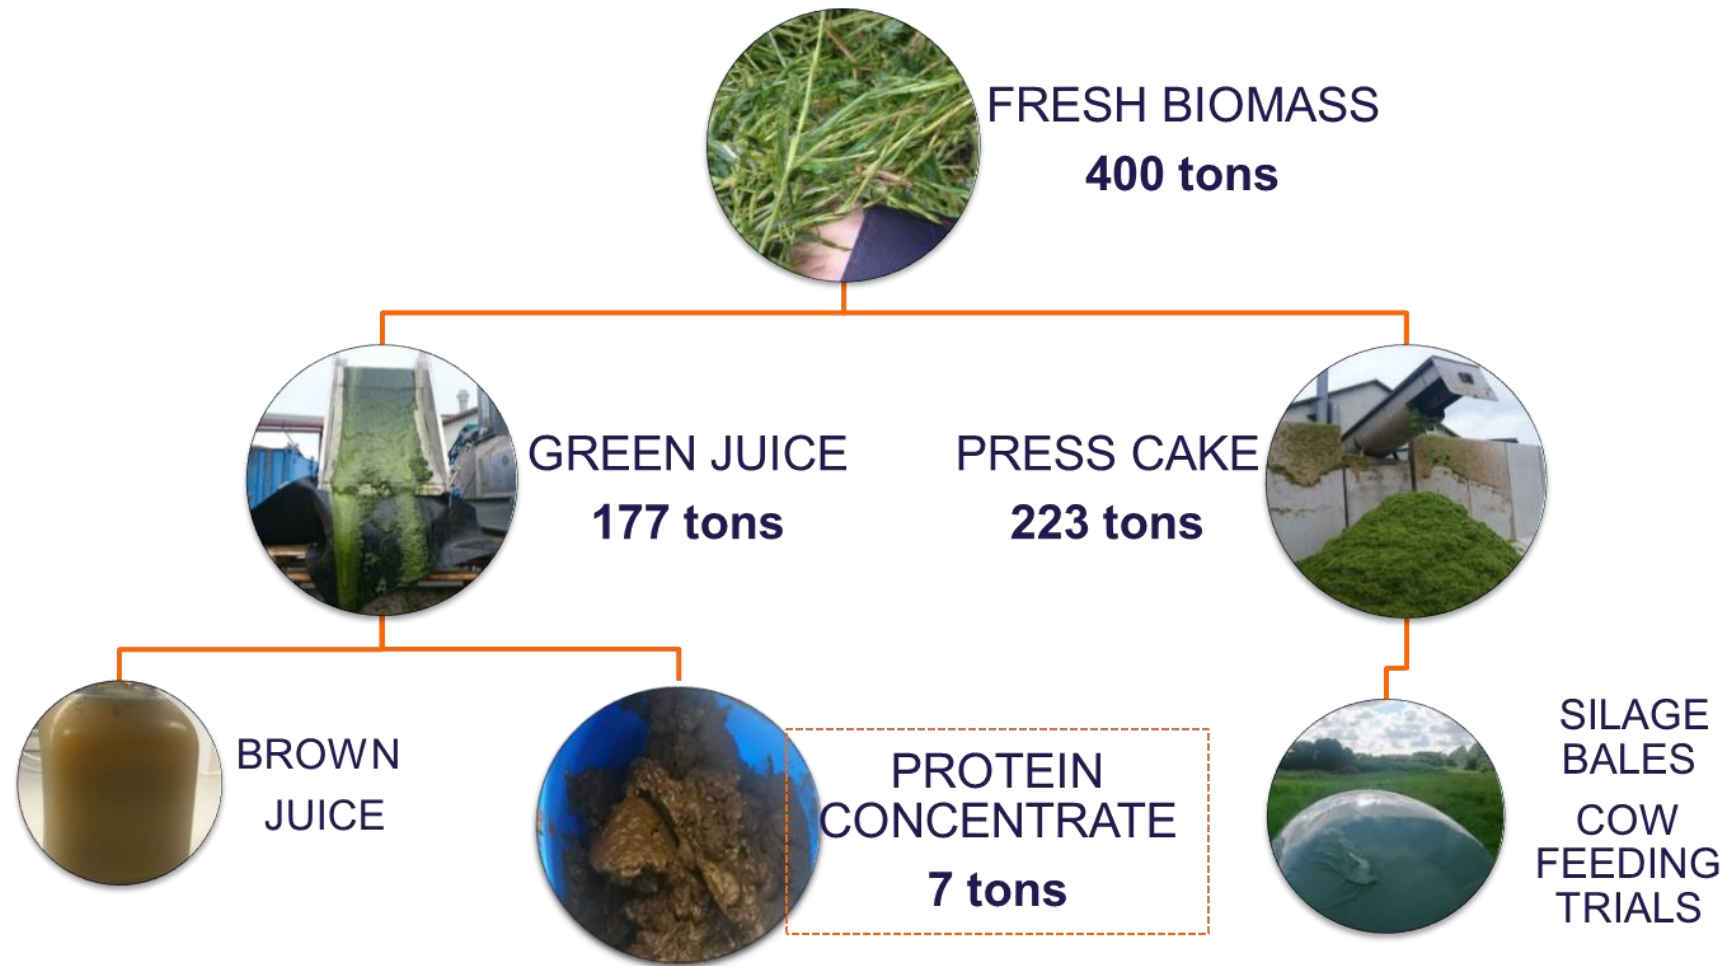 FRESH BIOMASS
400 tons
GREEN JUICE
177 tons
PRESS CAKE
223 tons
BROWN
JUICE
PROTEIN
CONCENTRATE
7 tons
SILAGE
BALES
COW
FEEDING
TRIALS